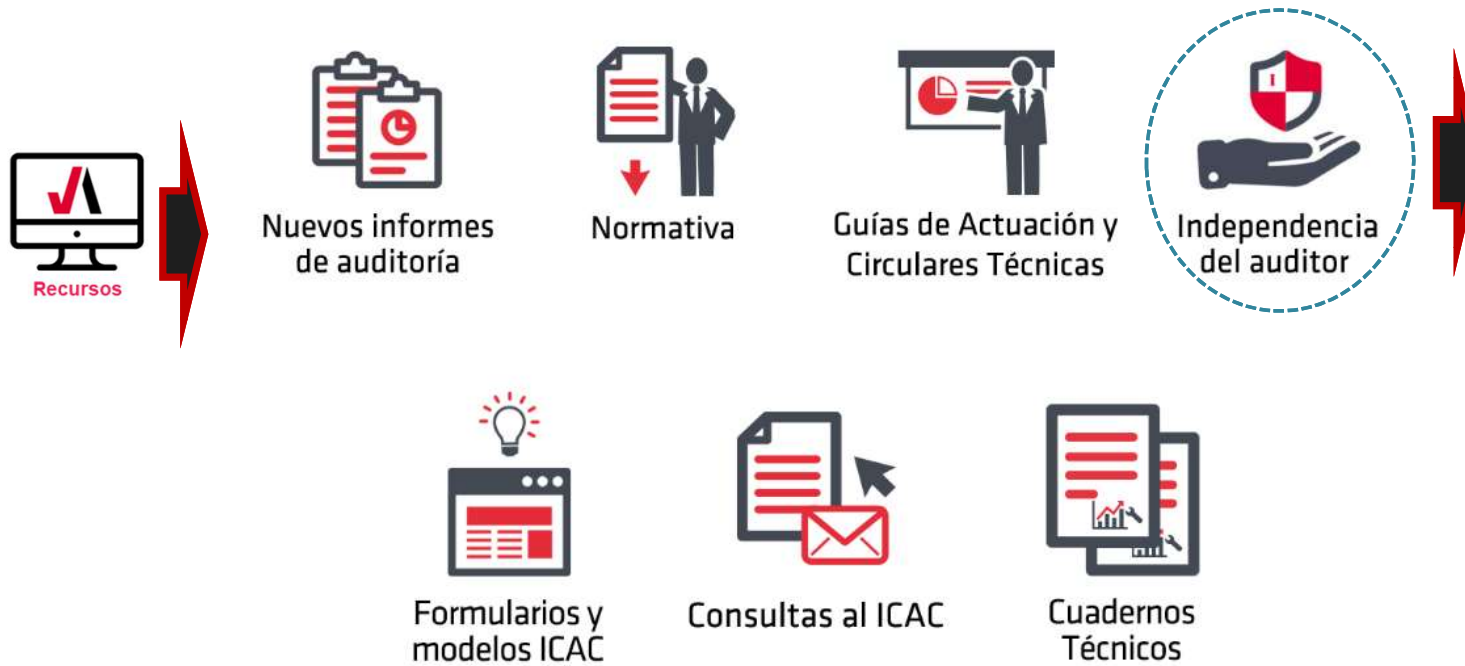 Recursos
Nuevos informes
de auditoría
Normativa
Guías de Actuación y
Circulares Técnicas
I
Independencia
del auditor
Formularios y
modelos ICAC
Consultas al ICAC
Cuadernos
Técnicos